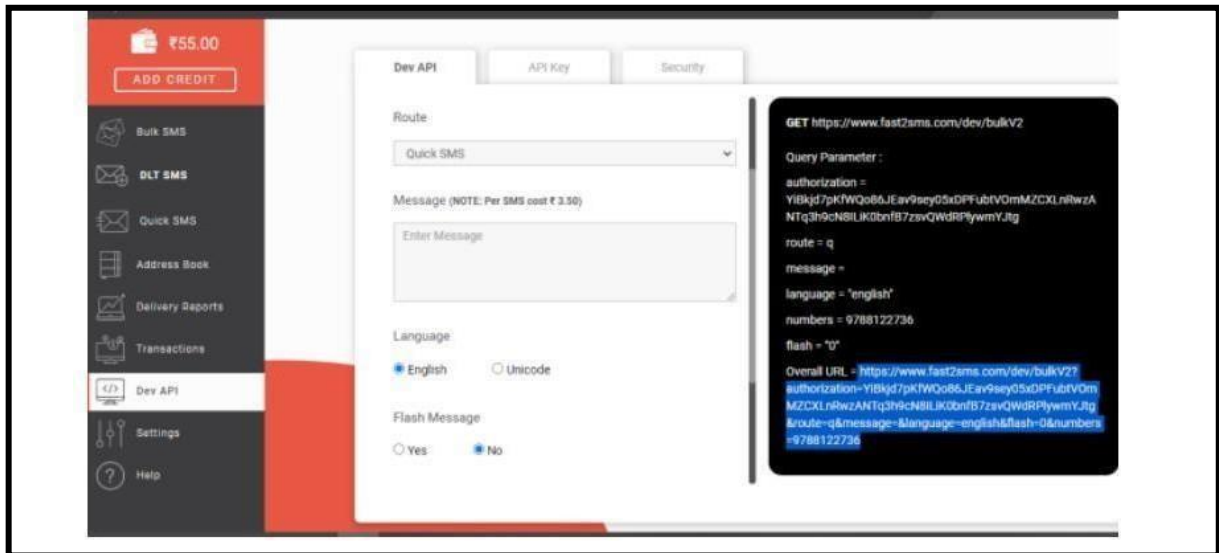 ₹55.00
ADD CREDIT
Bulk SMS
DLT SMS
Quick SMS
Address Book
Delivery Reports
Transactions
Dev API
Settings
Help
Dev API
API Key
Security
Route
Quick SMS
Message (NOTE: Per SMS cost ₹ 3.50)
Enter Message
Language
English Unicode
Flash Message
Yes No
GET https://www.fast2sms.com/dev/bulkV2
Query Parameter :
authorization =
route = q
message =
language = "english"
numbers = 9788122736
flash = "0"
Overall URL = https://www.fast2sms.com/dev/bulkV2?
authorization=
&route=q&message=&language=english&flash=0&numbers
=9788122736